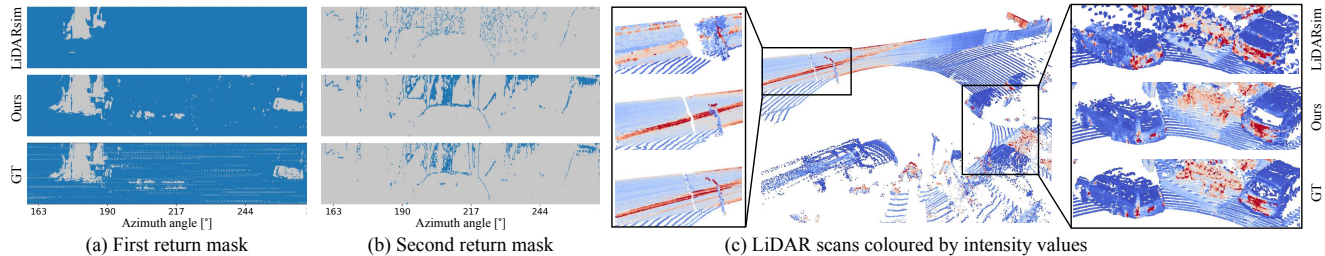 LiDARsim
Ours
GT
163
190
217
244
Azimuth angle [°]
(a) First return mask
163
190
217
244
Azimuth angle [°]
(b) Second return mask
LiDARsim
Ours
GT
(c) LiDAR scans coloured by intensity values